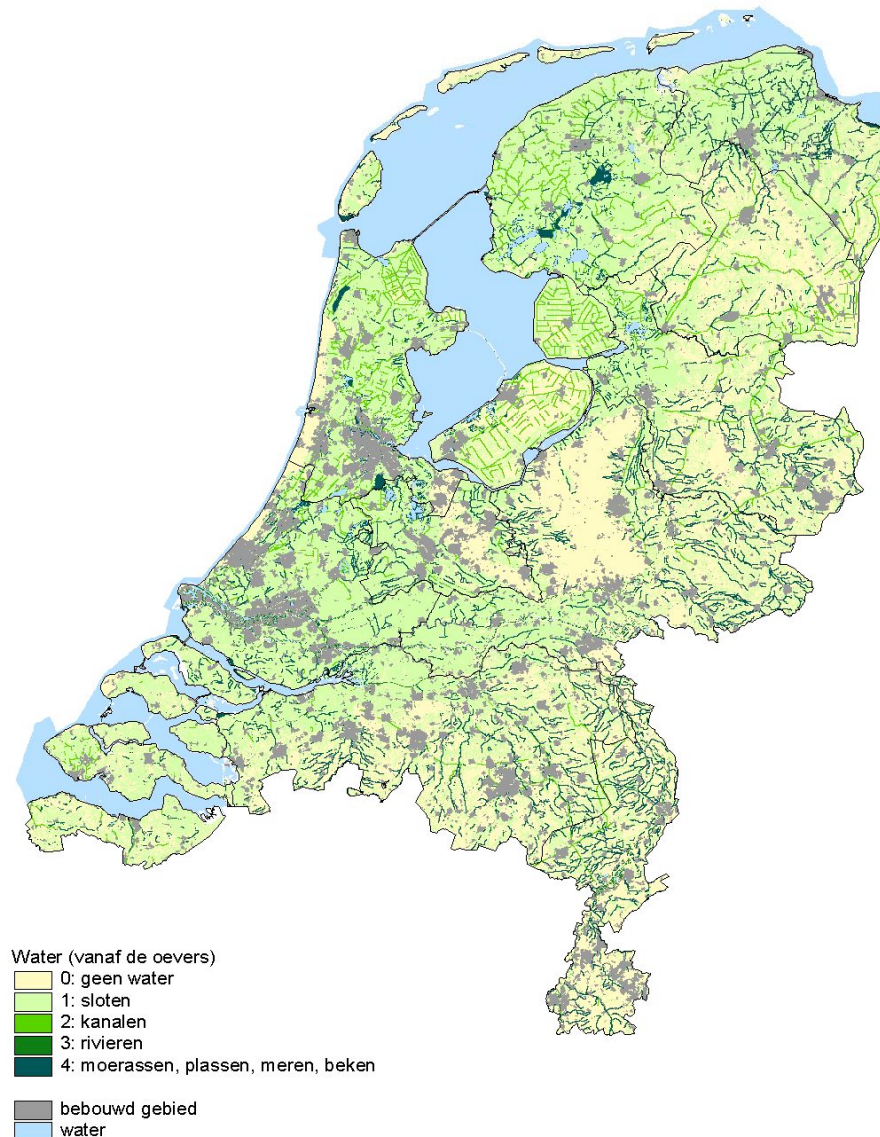 Water (vanaf de oevers)
0: geen water
1: sloten
2: kanalen
3: rivieren
4: moerassen, plassen, meren, beken
bebouwd gebied
water